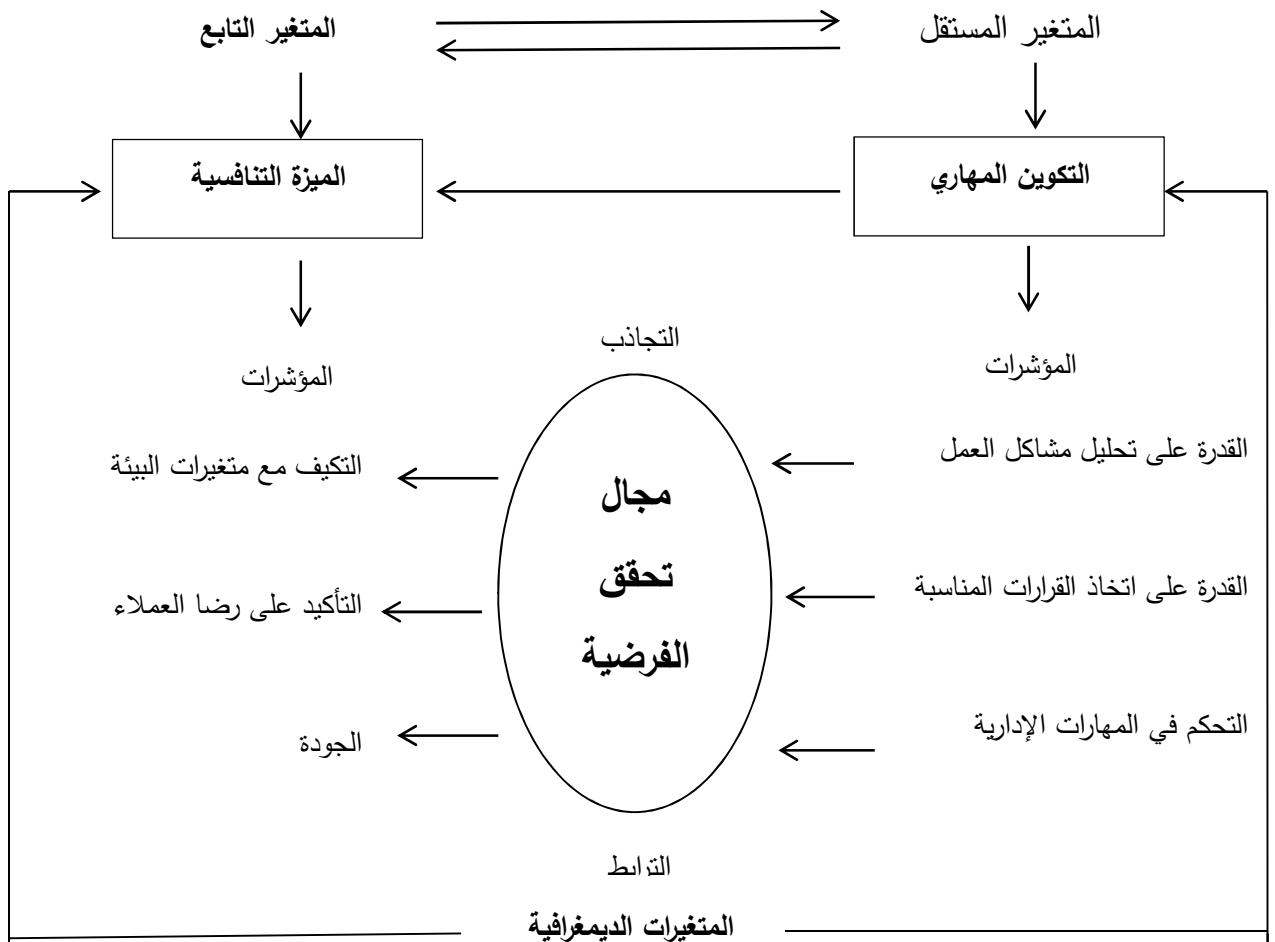 المتغير المستقل
المتغير التابع
التكوين المهاري
الميزة التنافسية
التجاذب
المؤشرات
المؤشرات
القدرة على تحليل مشاكل العمل
مجال
التكيف مع متغيرات البيئة
تحقق
القدرة على اتخاذ القرارات المناسبة
التأكيد على رضا العملاء
الفرضية
التحكم في المهارات الإدارية
الجودة
الترابط
المتغيرات الديمغرافية